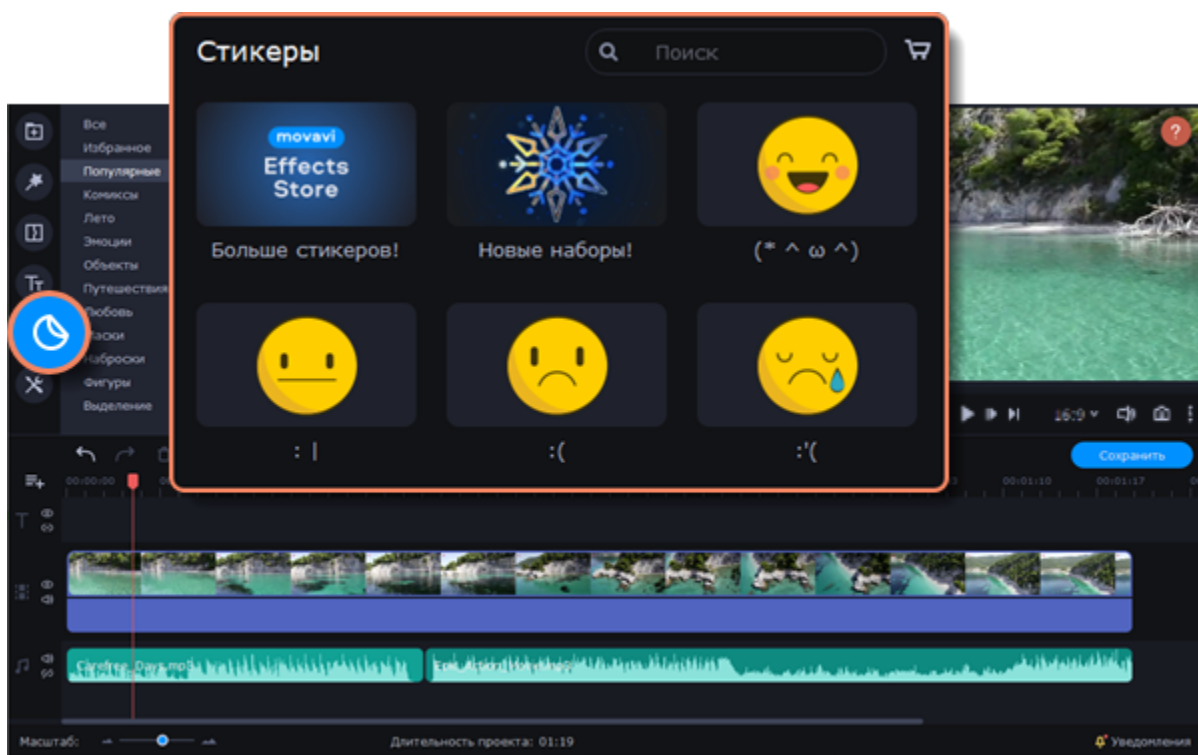 Стикеры
Поиск
movavi
Effects
Store
Больше стикеров!
Новые наборы!
(* ^ ω ^)
: |
:(
:'(
Все
Избранное
Популярные
Комиксы
Лето
Эмоции
Объекты
Путешествия
Любовь
Маски
Наброски
Фигуры
Выделение
?
16:9
Сохранить
00:00:00
00:01:10
00:01:17
Carefree_Days.mp3
Масштаб:
Длительность проекта: 01:19
Уведомления